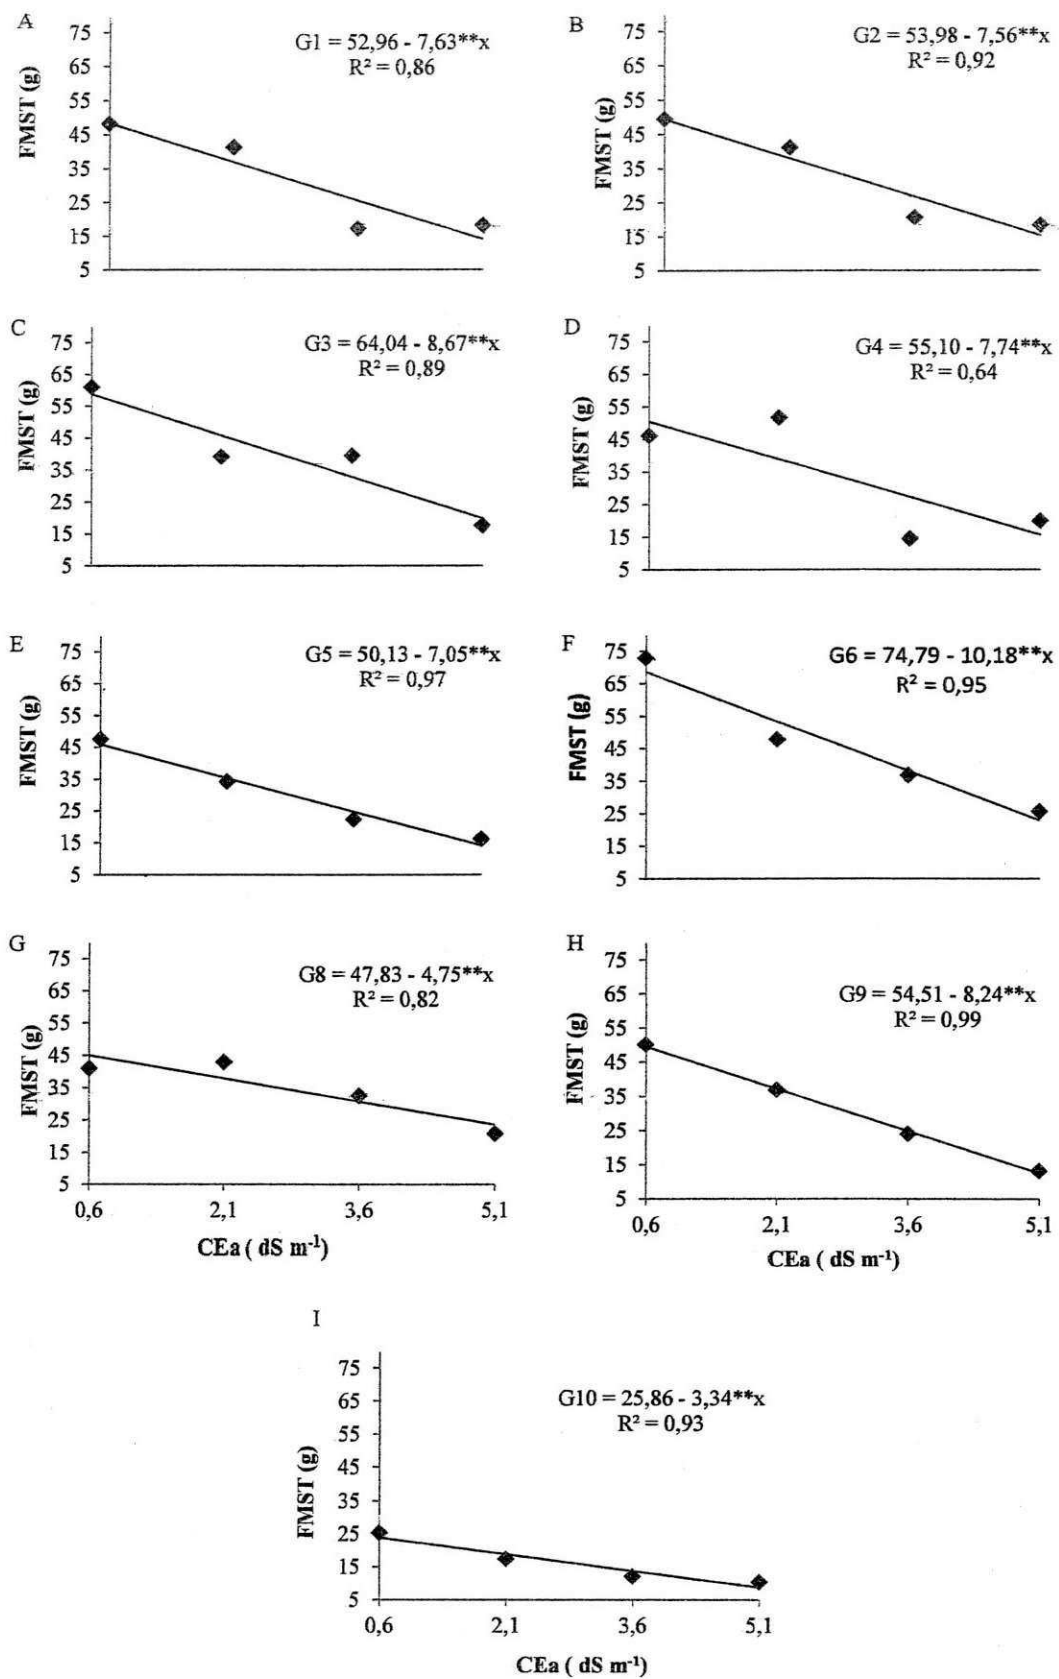 A
G1 = 52,96 - 7,63**x
R² = 0,86
FMST (g)
75
65
55
45
35
25
15
5
B
G2 = 53,98 - 7,56**x
R² = 0,92
FMST (g)
75
65
55
45
35
25
15
5
C
G3 = 64,04 - 8,67**x
R² = 0,89
FMST (g)
75
65
55
45
35
25
15
5
D
G4 = 55,10 - 7,74**x
R² = 0,64
FMST (g)
75
65
55
45
35
25
15
5
E
G5 = 50,13 - 7,05**x
R² = 0,97
FMST (g)
75
65
55
45
35
25
15
5
F
G6 = 74,79 - 10,18**x
R² = 0,95
FMST (g)
75
65
55
45
35
25
15
5
G
G8 = 47,83 - 4,75**x
R² = 0,82
FMST (g)
75
65
55
45
35
25
15
5
0,6 2,1 3,6 5,1
CEa ( dS m⁻¹)
H
G9 = 54,51 - 8,24**x
R² = 0,99
FMST (g)
75
65
55
45
35
25
15
5
0,6 2,1 3,6 5,1
CEa ( dS m⁻¹)
I
G10 = 25,86 - 3,34**x
R² = 0,93
FMST (g)
75
65
55
45
35
25
15
5
0,6 2,1 3,6 5,1
CEa ( dS m⁻¹)